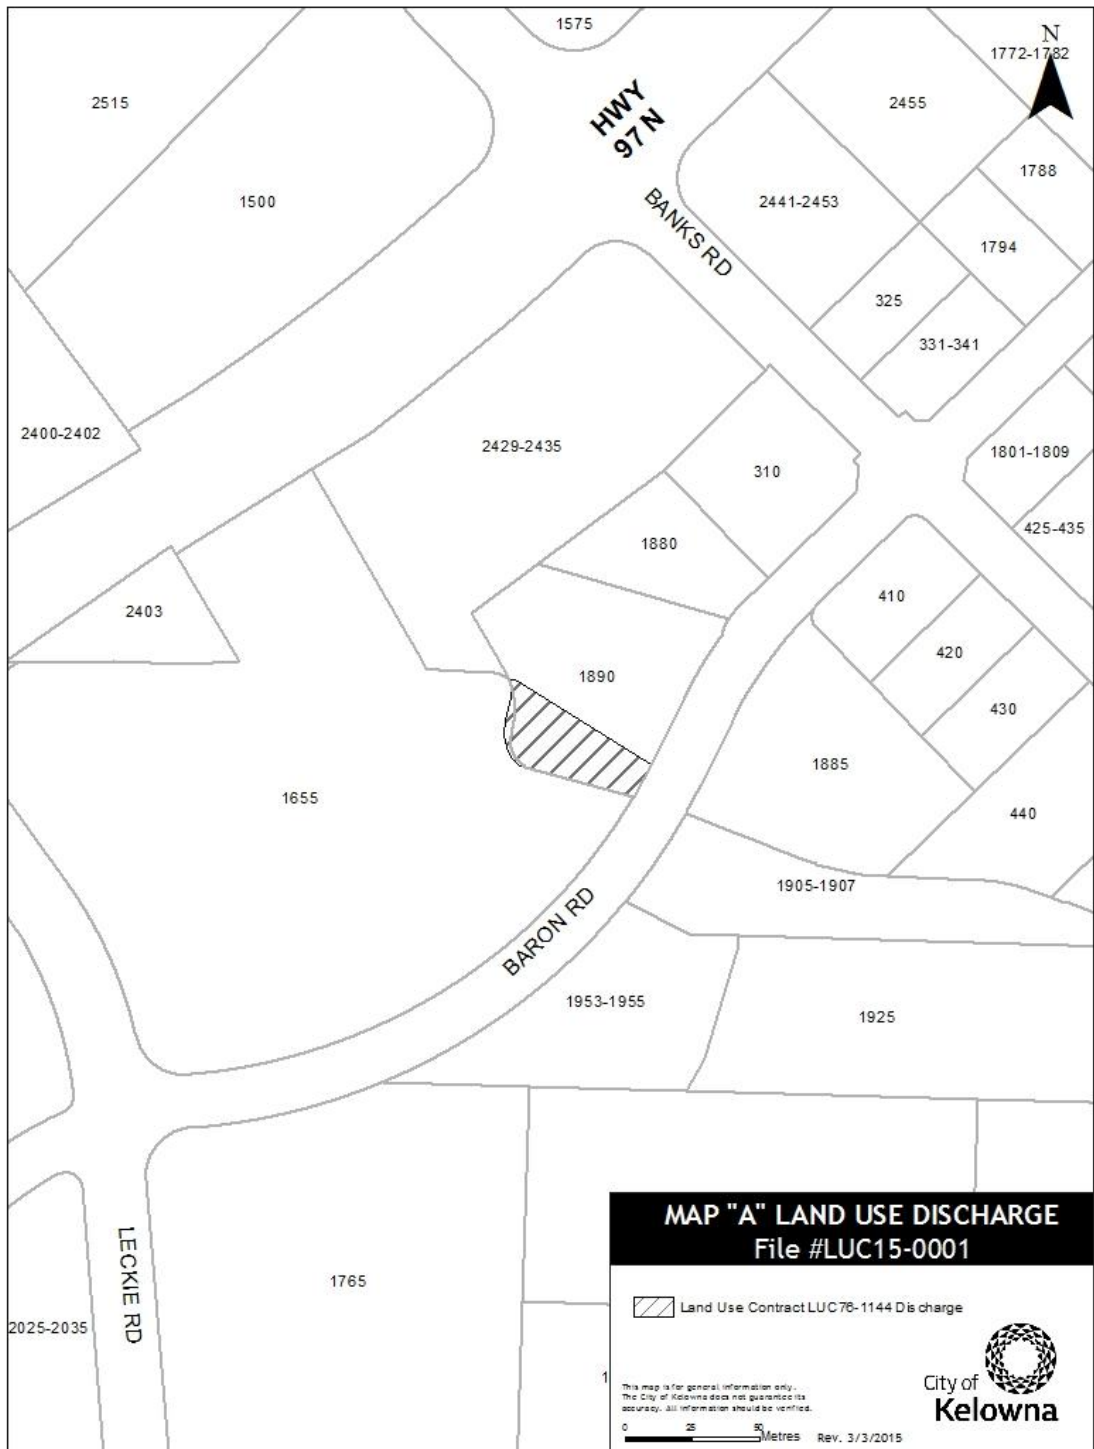 1575
N
1772-1782
2515
HWY
97 N
2455
1788
1500
2441-2453
BANKS RD
1794
325
331-341
2400-2402
2429-2435
310
1801-1809
425-435
1880
410
2403
420
1890
430
1885
1655
440
1905-1907
BARON RD
1953-1955
1925
MAP "A" LAND USE DISCHARGE
File #LUC15-0001
LECKIE RD
1765
Land Use Contract LUC76-1144 Discharge
2025-2035
1
This map is for general information only.
The City of Kelowna does not guarantee its
accuracy. All information should be verified.
City of
Kelowna
0 25 50
Metres Rev. 3/3/2015